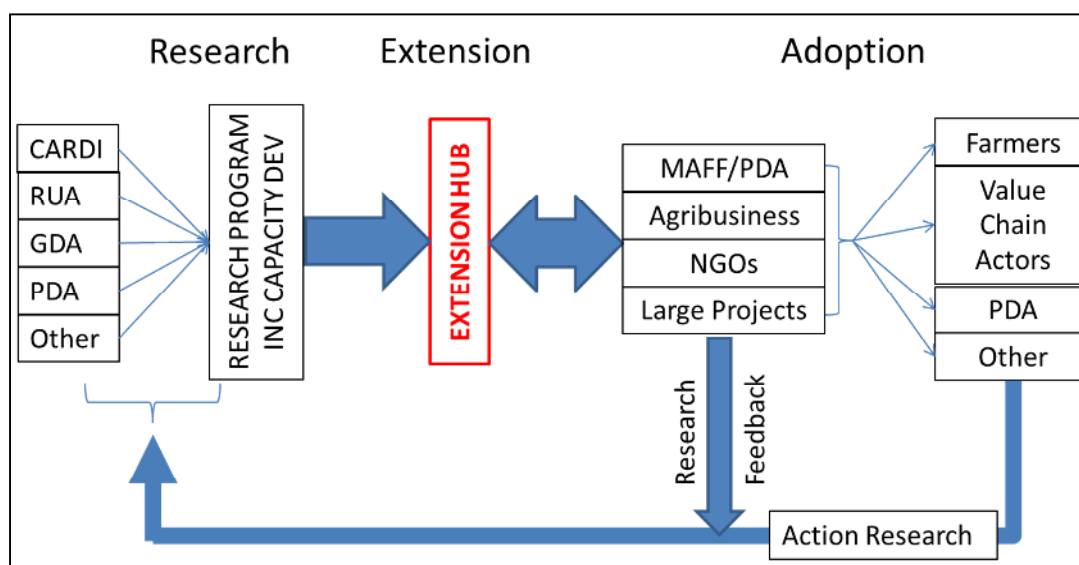 Research
Extension
Adoption
CARDI
RUA
GDA
PDA
Other
RESEARCH PROGRAM
INC CAPACITY DEV
EXTENSION HUB
MAFF/PDA
Agribusiness
NGOs
Large Projects
Farmers
Value
Chain
Actors
PDA
Other
Research
Feedback
Action Research